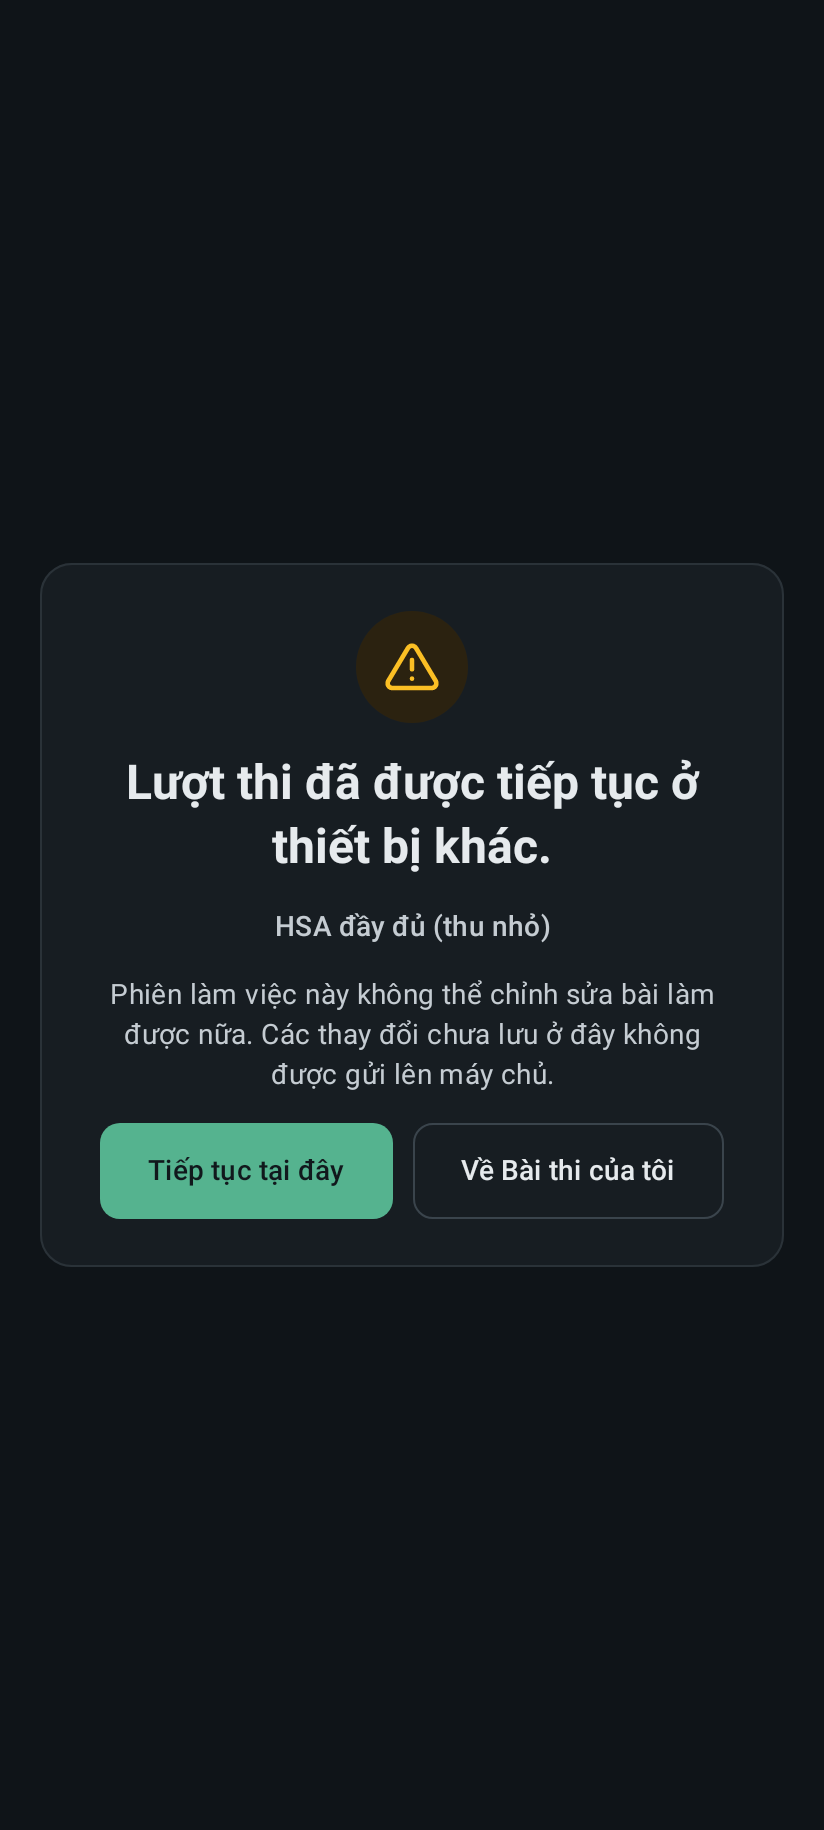 Lượt thi đã được tiếp tục ở
thiết bị khác.
HSA đầy đủ (thu nhỏ)
Phiên làm việc này không thể chỉnh sửa bài làm
được nữa. Các thay đổi chưa lưu ở đây không
được gửi lên máy chủ.
Tiếp tục tại đây
Về Bài thi của tôi